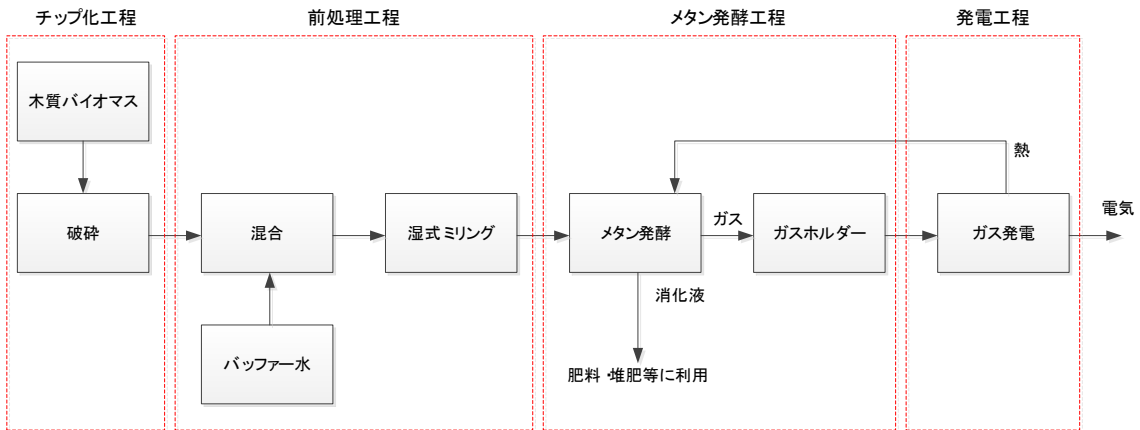 チップ化工程
前処理工程
メタン発酵工程
発電工程
木質バイオマス
熱
電気
破砕
混合
湿式ミリング
メタン発酵
ガス
ガスホルダー
ガス発電
消化液
バッファー水
肥料・堆肥等に利用